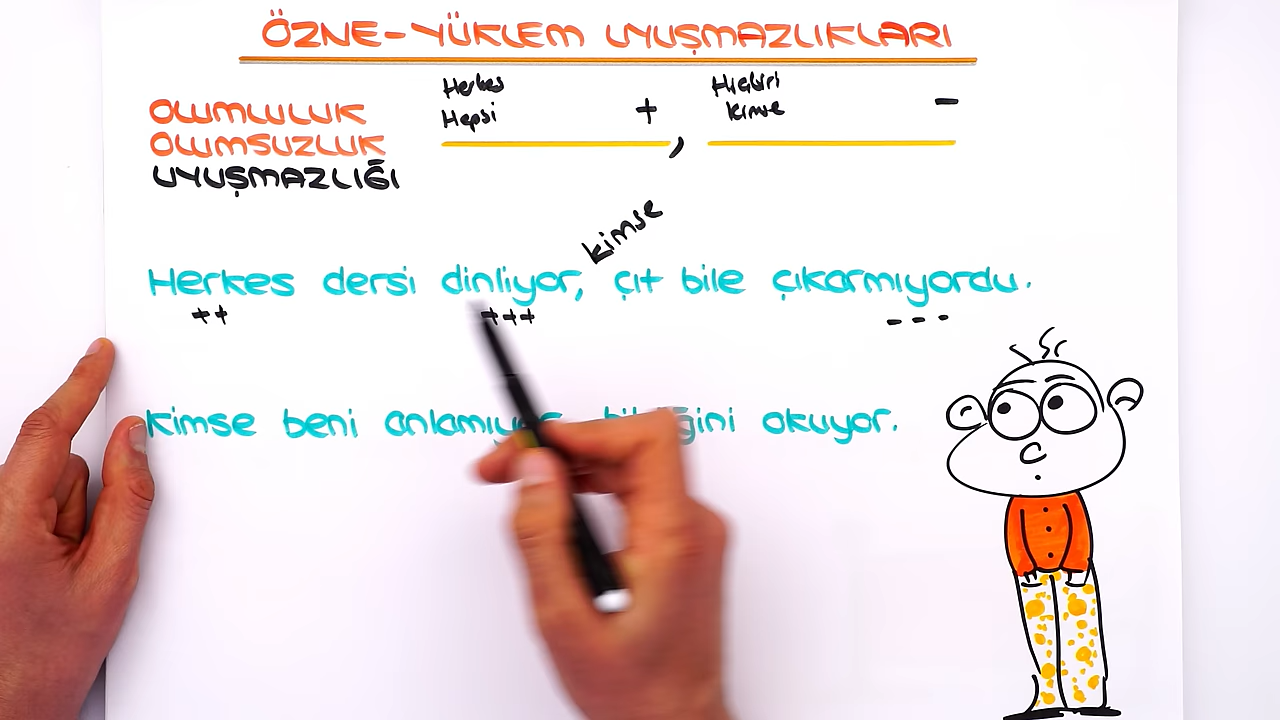 ÖZNE-YÜKLEM UYUŞMAZLIKLARI
OLUMLULUK
OLUMSUZLUK
UYUŞMAZLIĞI
Herkes
Hepsi
+
,
Hiçbiri
kimse
-
kimse
Herkes dersi dinliyor, çıt bile çıkarmıyordu.
++ +++ ---
Kimse beni anlamıyor okuyor.